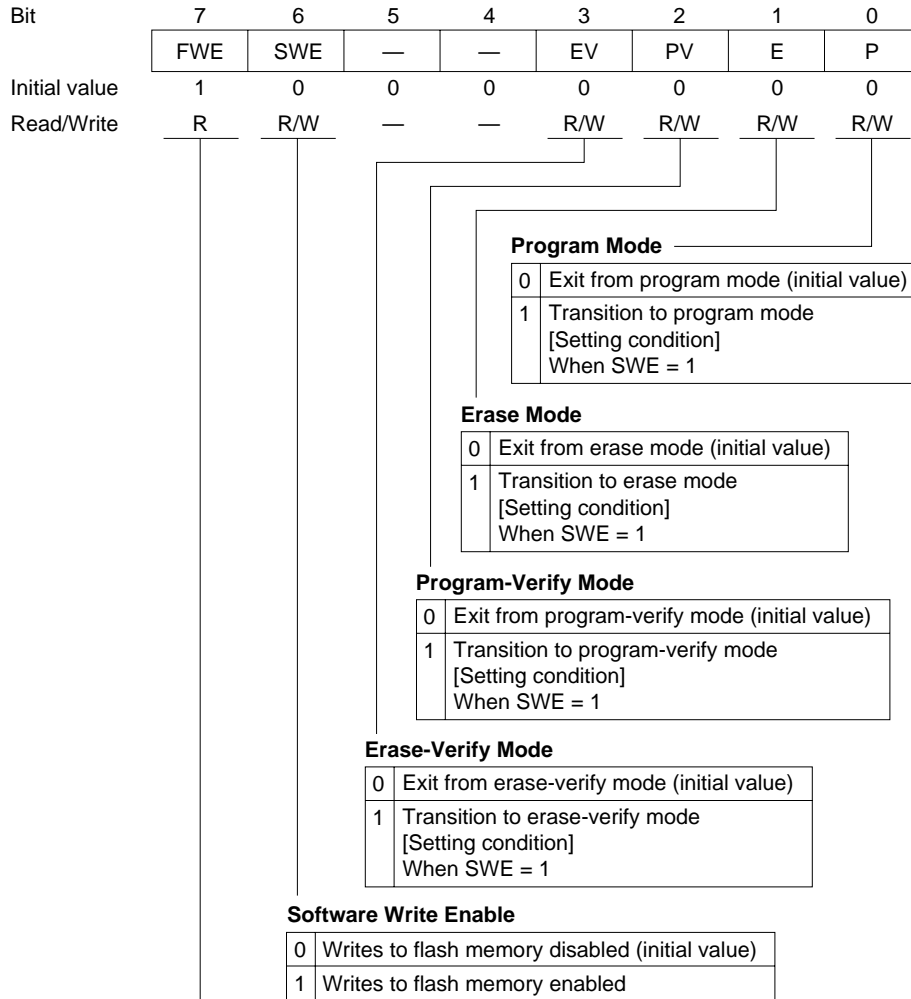 Bit 7 6 5 4 3 2 1 0
FWE SWE — — EV PV E P
Initial value 1 0 0 0 0 0 0 0
Read/Write R R/W — — R/W R/W R/W R/W
Program Mode
0 Exit from program mode (initial value)
1 Transition to program mode
[Setting condition]
When SWE = 1
Erase Mode
0 Exit from erase mode (initial value)
1 Transition to erase mode
[Setting condition]
When SWE = 1
Program-Verify Mode
0 Exit from program-verify mode (initial value)
1 Transition to program-verify mode
[Setting condition]
When SWE = 1
Erase-Verify Mode
0 Exit from erase-verify mode (initial value)
1 Transition to erase-verify mode
[Setting condition]
When SWE = 1
Software Write Enable
0 Writes to flash memory disabled (initial value)
1 Writes to flash memory enabled